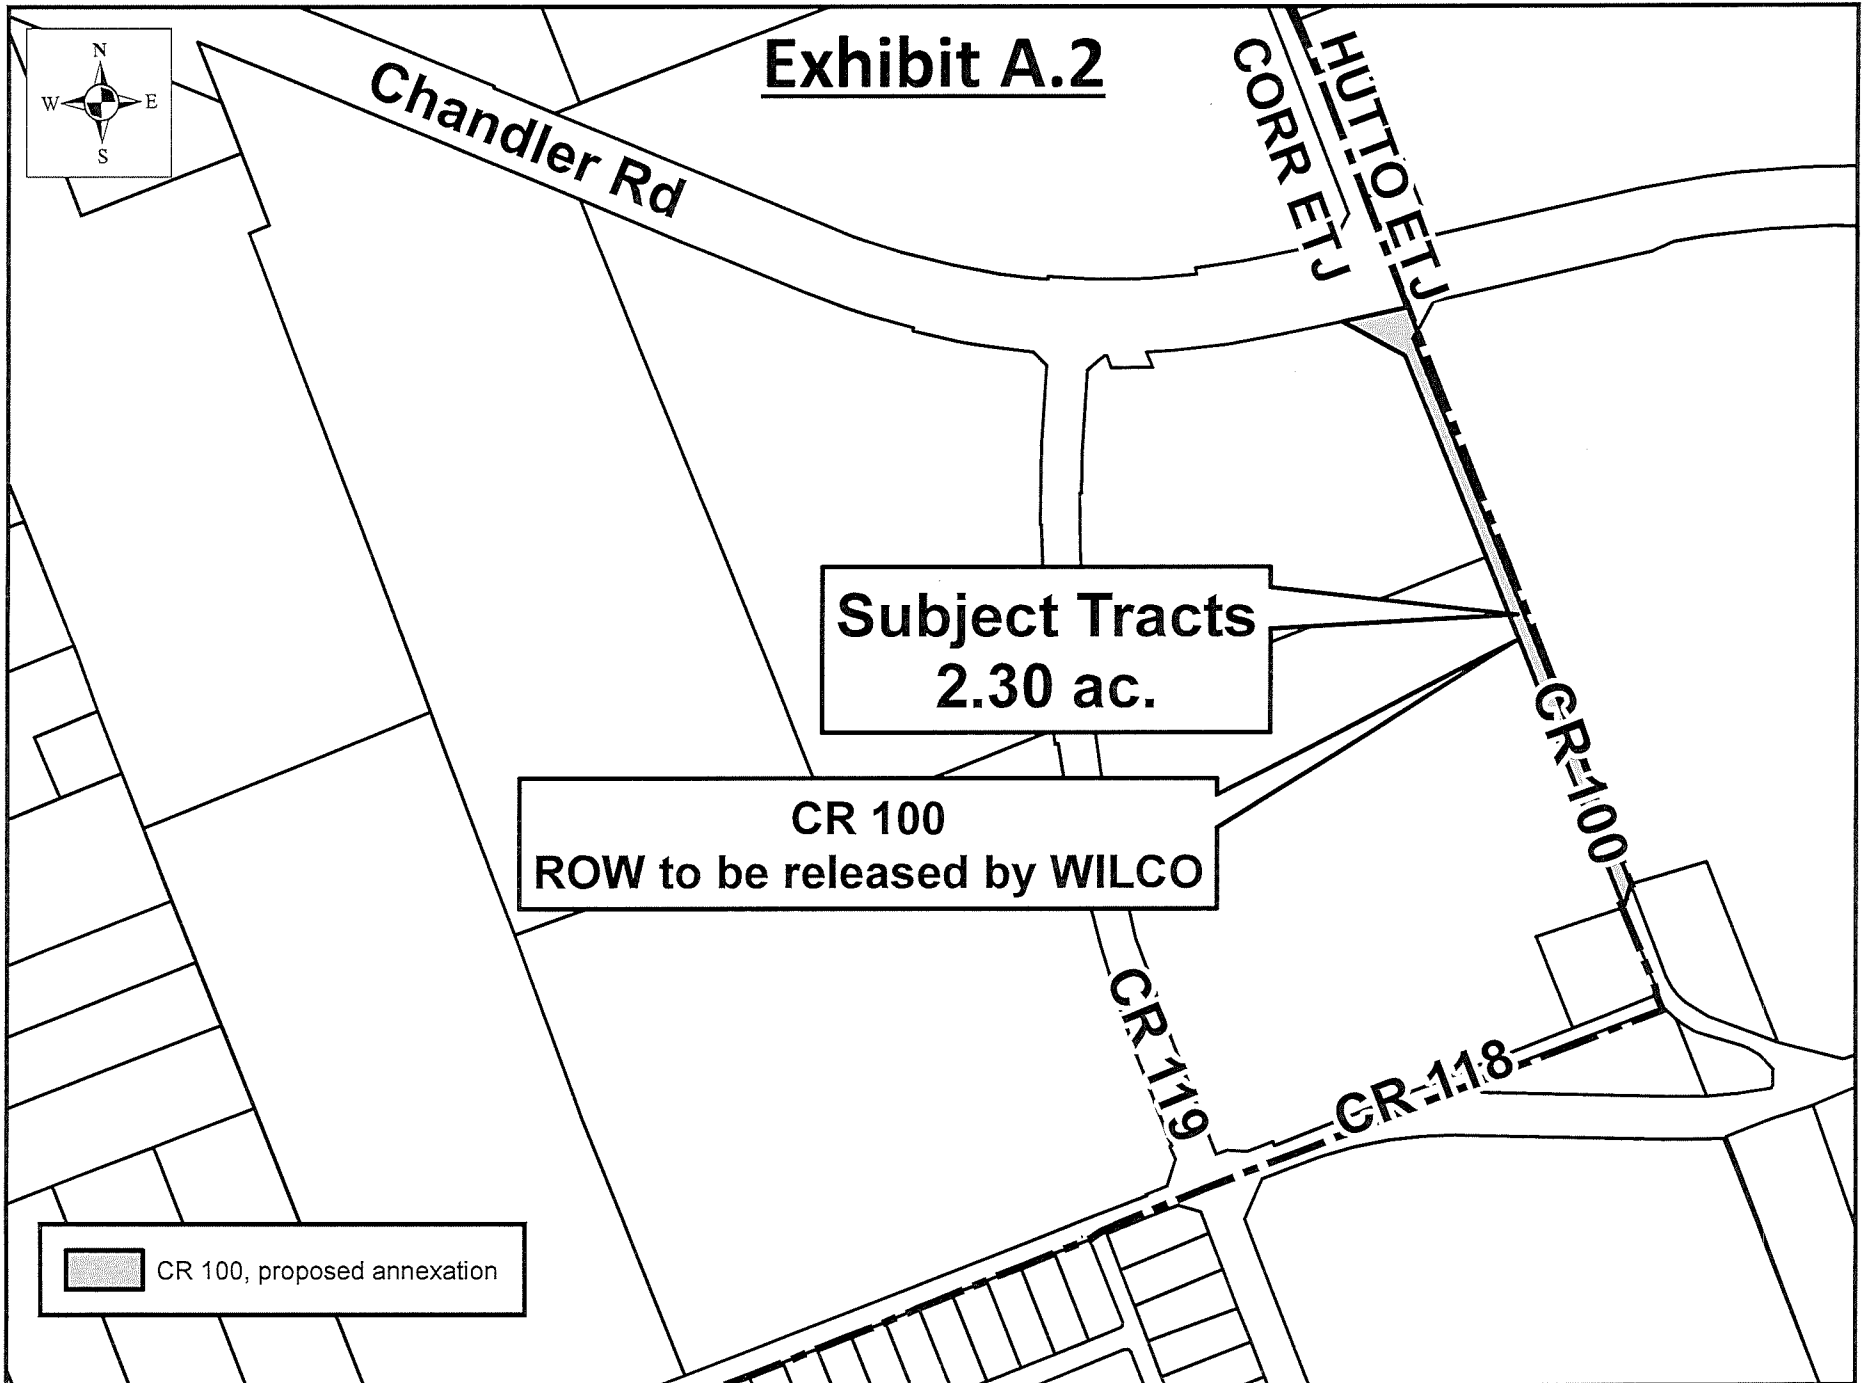 Exhibit A.2
N
W E
S
Chandler Rd
CORR ETJ
HUTTO ETJ
Subject Tracts
2.30 ac.
CR 100
CR 100
ROW to be released by WILCO
CR 119
CR 118
CR 100, proposed annexation